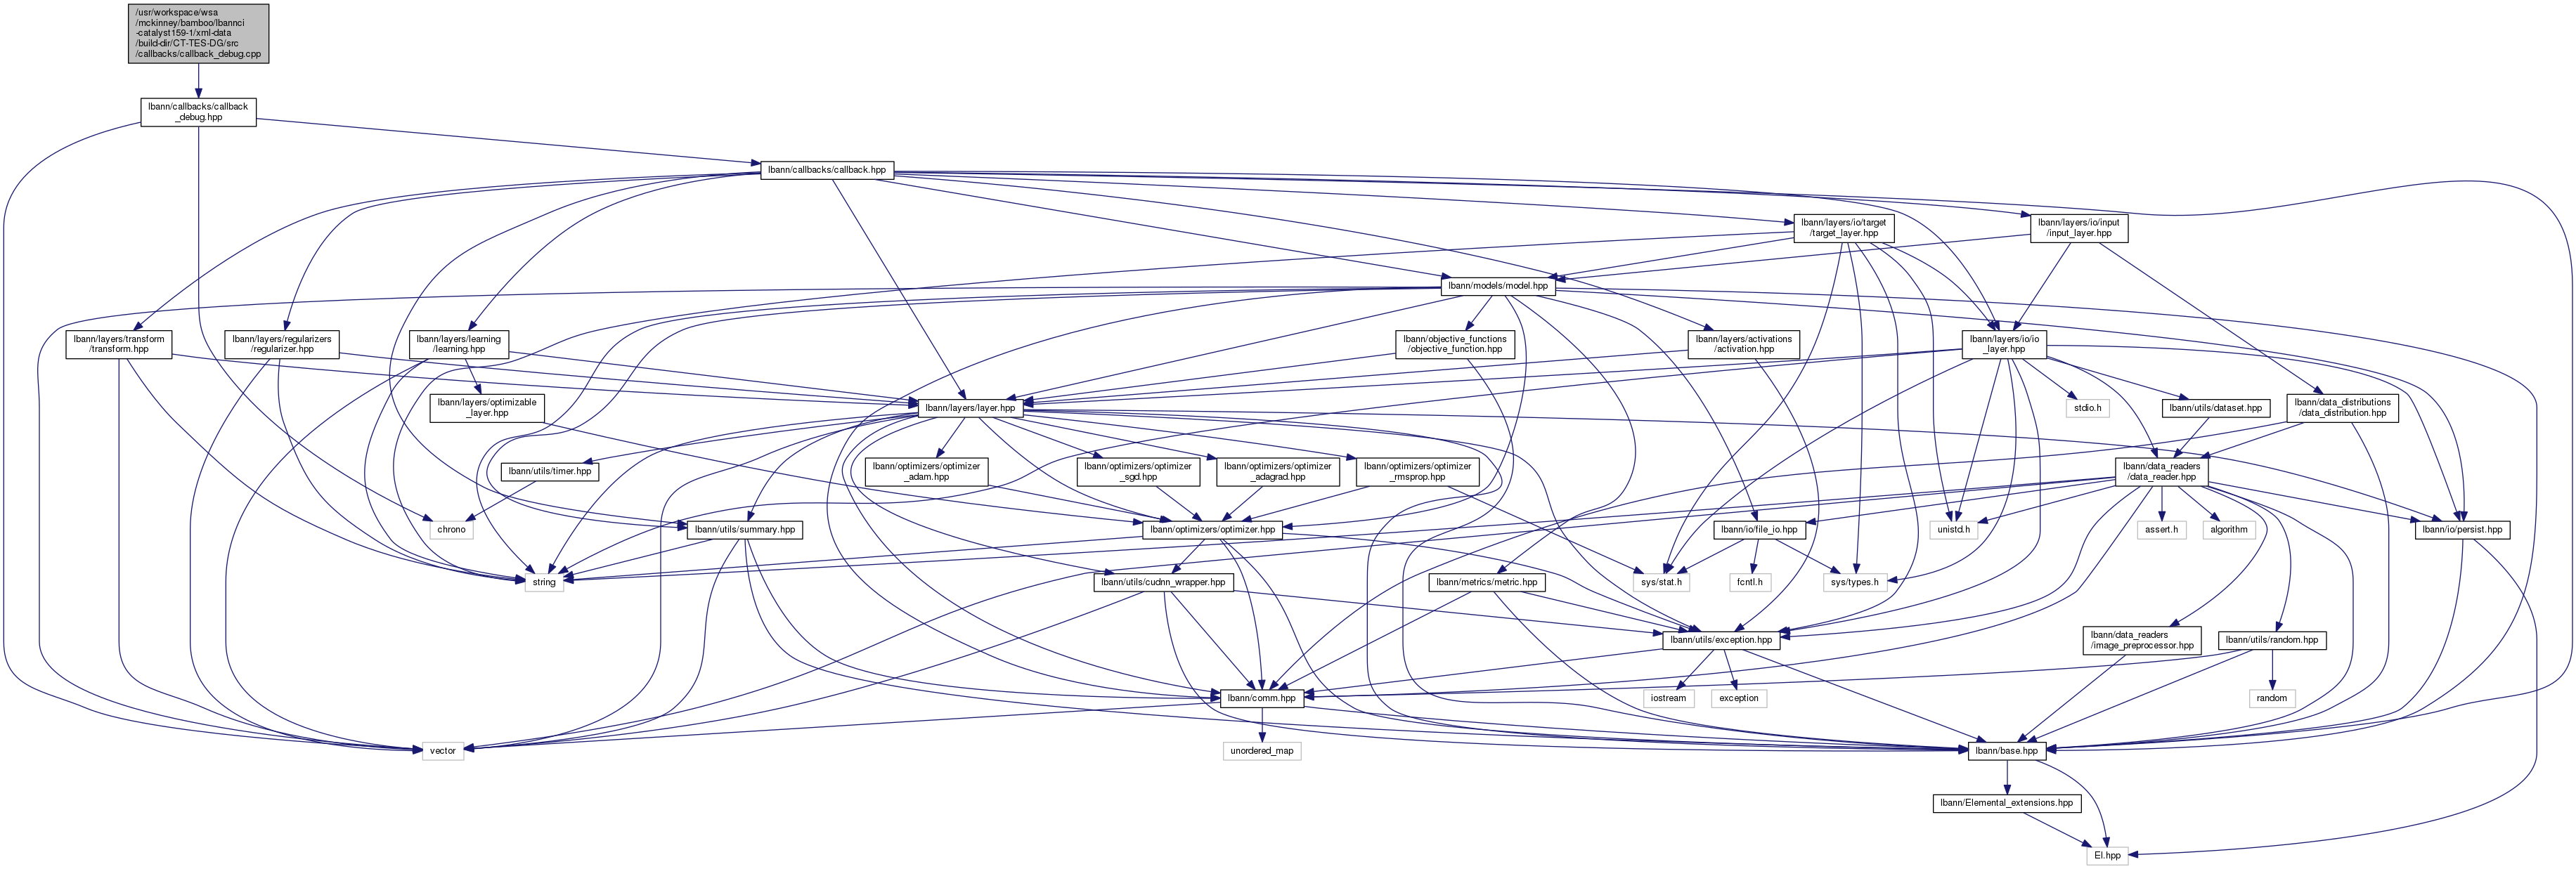 /usr/workspace/wsa
/mckinney/bamboo/lbannci
-catalyst159-1/xml-data
/build-dir/CT-TES-DG/src
/callbacks/callback_debug.cpp
lbann/callbacks/callback
_debug.hpp
lbann/callbacks/callback.hpp
lbann/layers/io/target
/target_layer.hpp
lbann/layers/io/input
/input_layer.hpp
lbann/models/model.hpp
lbann/layers/transform
/transform.hpp
lbann/layers/regularizers
/regularizer.hpp
lbann/layers/learning
/learning.hpp
lbann/objective_functions
/objective_function.hpp
lbann/layers/activations
/activation.hpp
lbann/layers/io/io
_layer.hpp
lbann/layers/optimizable
_layer.hpp
lbann/layers/layer.hpp
stdio.h
lbann/utils/dataset.hpp
lbann/data_distributions
/data_distribution.hpp
lbann/utils/timer.hpp
lbann/optimizers/optimizer
_adam.hpp
lbann/optimizers/optimizer
_sgd.hpp
lbann/optimizers/optimizer
_adagrad.hpp
lbann/optimizers/optimizer
_rmsprop.hpp
lbann/data_readers
/data_reader.hpp
chrono
lbann/utils/summary.hpp
lbann/optimizers/optimizer.hpp
lbann/io/file_io.hpp
unistd.h
assert.h
algorithm
lbann/io/persist.hpp
string
lbann/utils/cudnn_wrapper.hpp
lbann/metrics/metric.hpp
sys/stat.h
fcntl.h
sys/types.h
lbann/utils/exception.hpp
lbann/data_readers
/image_preprocessor.hpp
lbann/utils/random.hpp
lbann/comm.hpp
iostream
exception
random
vector
unordered_map
lbann/base.hpp
lbann/Elemental_extensions.hpp
El.hpp